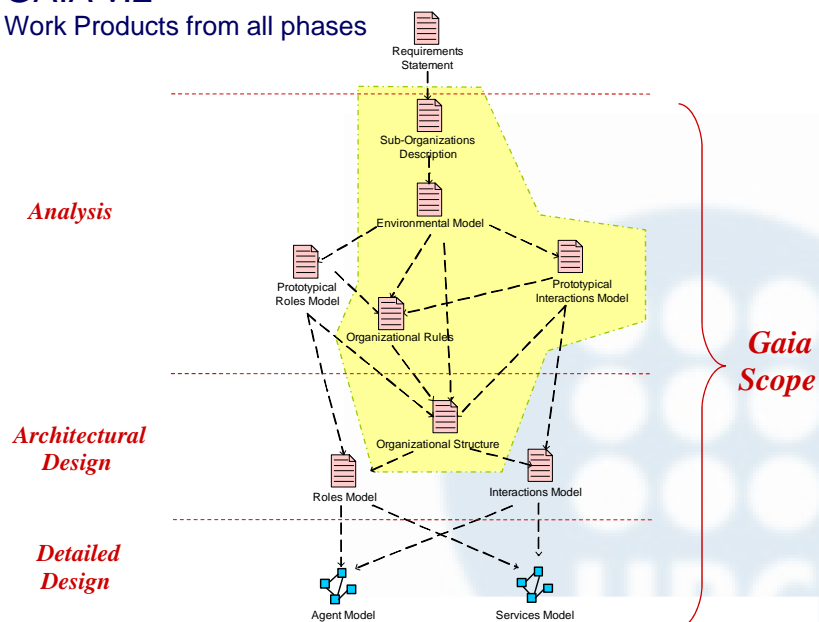 Work Products from all phases
Requirements
Statement
Sub-Organizations
Description
Analysis
Environmental Model
Prototypical
Roles Model
Prototypical
Interactions Model
Organizational Rules
Gaia
Scope
Architectural
Design
Organizational Structure
Roles Model
Interactions Model
Detailed
Design
Agent Model
Services Model